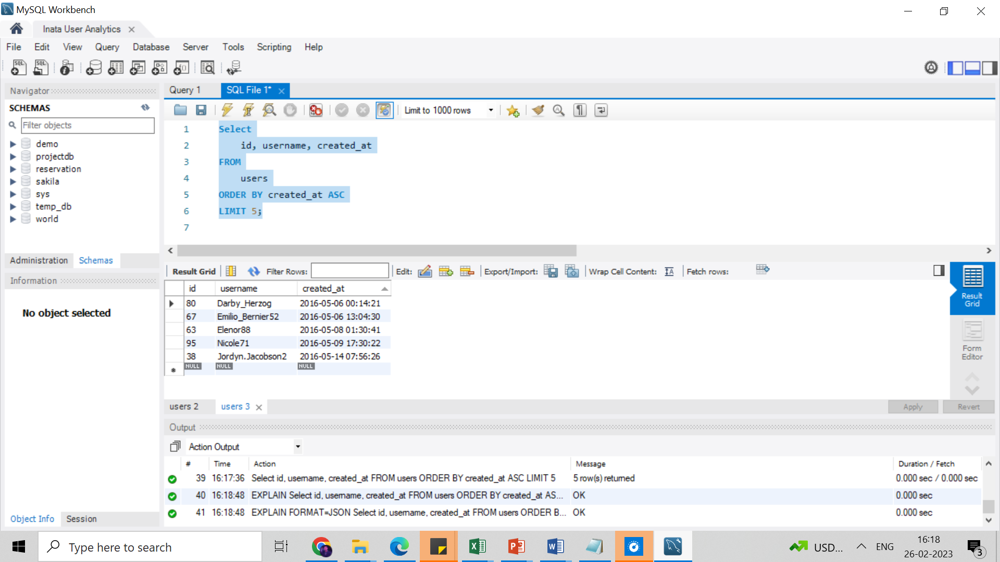 MySQL Workbench
Inata User Analytics
File Edit View Query Database Server Tools Scripting Help
Navigator
SCHEMAS
Filter objects
demo
projectdb
reservation
sakila
sys
temp_db
world
Administration Schemas
Information
No object selected
Object Info Session
Query 1 SQL File 1*
Limit to 1000 rows
1 Select
2 id, username, created_at
3 FROM
4 users
5 ORDER BY created_at ASC
6 LIMIT 5;
7
Result Grid Filter Rows: Edit: Export/Import: Wrap Cell Content: Fetch rows:
id username created_at
80 Darby_Herzog 2016-05-06 00:14:21
67 Emilio_Bernier52 2016-05-06 13:04:30
63 Elenor88 2016-05-08 01:30:41
95 Nicole71 2016-05-09 17:30:22
38 Jordyn.Jacobson2 2016-05-14 07:56:26
NULL NULL NULL
Result
Grid
Form
Editor
users 2 users 3
Apply Revert
Output
Action Output
# Time Action Message Duration / Fetch
39 16:17:36 Select id, username, created_at FROM users ORDER BY created_at ASC LIMIT 5 5 row(s) returned 0.000 sec / 0.000 sec
40 16:18:48 EXPLAIN Select id, username, created_at FROM users ORDER BY created_at AS... OK 0.000 sec
41 16:18:48 EXPLAIN FORMAT=JSON Select id, username, created_at FROM users ORDER B... OK 0.000 sec
Type here to search
USD...
ENG
16:18
26-02-2023
3